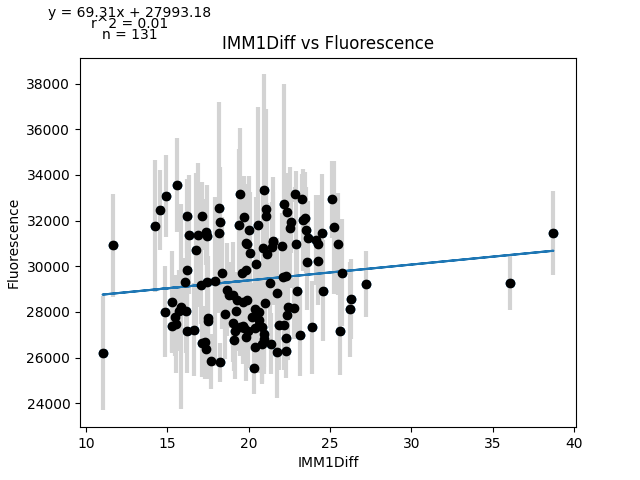 y = 69.31x + 27993.18
r^2 = 0.01
n = 131
IMM1Diff vs Fluorescence
38000
36000
34000
32000
30000
28000
26000
24000
Fluorescence
10 15 20 25 30 35 40
IMM1Diff